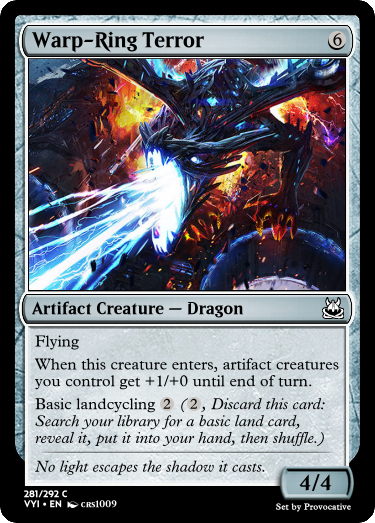 Warp-Ring Terror 6
Artifact Creature — Dragon
Flying
When this creature enters, artifact creatures
you control get +1/+0 until end of turn.
Basic landcycling 2 (2, Discard this card:
Search your library for a basic land card,
reveal it, put it into your hand, then shuffle.)
No light escapes the shadow it casts.
4/4
281/292 C
VYI • EN CRS1009
Set by Provocative